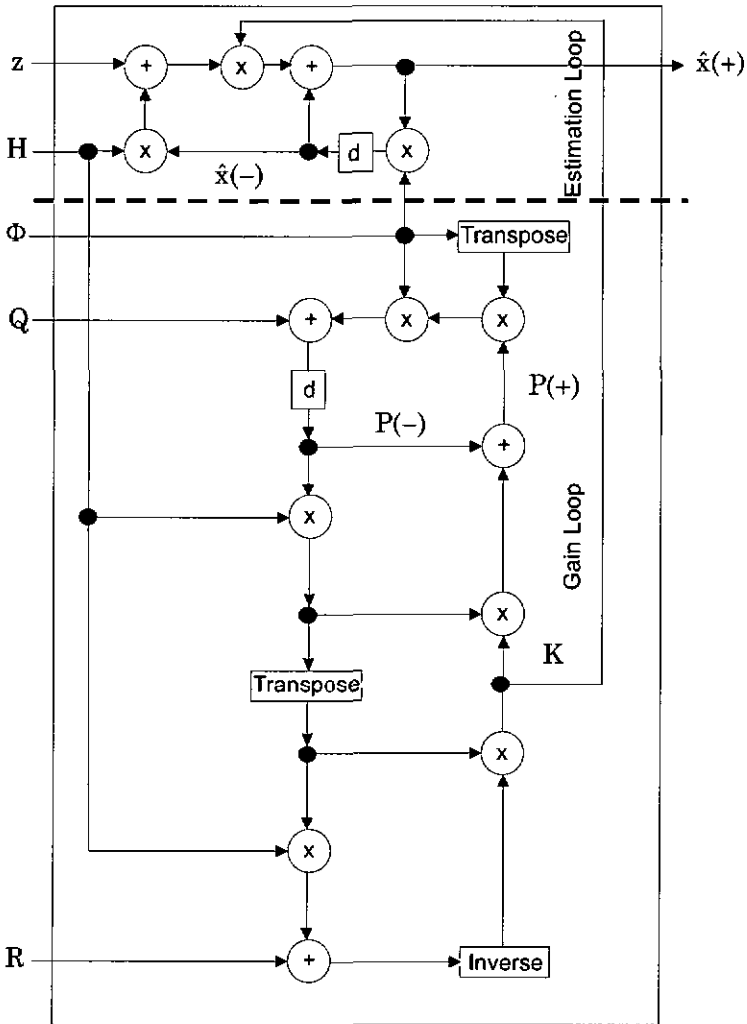 z
+
x
+
x̂(+)
Estimation Loop
H
x
x̂(−)
d
x
Φ
Transpose
Q
+
x
x
d
P(+)
P(−)
+
x
Gain Loop
x
K
Transpose
x
x
R
+
Inverse